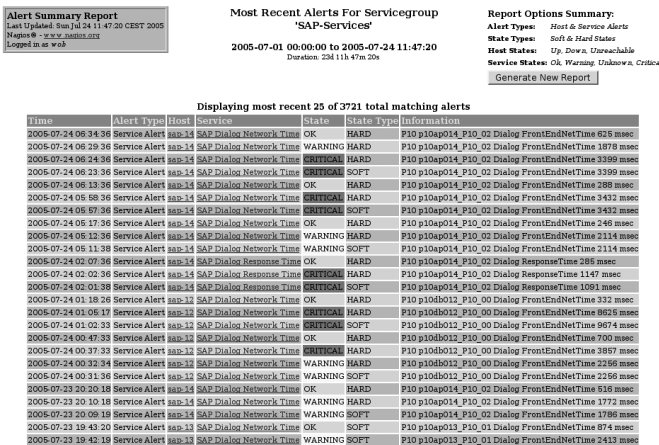 Alert Summary Report
Last Updated: Sun Jul 24 11:47:20 CEST 2005
Nagios® - www.nagios.org
Logged in as wob
Most Recent Alerts For Servicegroup
'SAP-Services'
2005-07-01 00:00:00 to 2005-07-24 11:47:20
Duration: 23d 11h 47m 20s
Report Options Summary:
Alert Types: Host & Service Alerts
State Types: Soft & Hard States
Host States: Up, Down, Unreachable
Service States: Ok, Warning, Unknown, Critica
Generate New Report
Displaying most recent 25 of 3721 total matching alerts
Time Alert Type Host Service State State Type Information
2005-07-24 06:34:36 Service Alert sap-14 SAP Dialog Network Time OK HARD P10 p10ap014_P10_02 Dialog FrontEndNetTime 625 msec
2005-07-24 06:29:36 Service Alert sap-14 SAP Dialog Network Time WARNING HARD P10 p10ap014_P10_02 Dialog FrontEndNetTime 1878 msec
2005-07-24 06:24:36 Service Alert sap-14 SAP Dialog Network Time CRITICAL HARD P10 p10ap014_P10_02 Dialog FrontEndNetTime 3399 msec
2005-07-24 06:23:36 Service Alert sap-14 SAP Dialog Network Time CRITICAL SOFT P10 p10ap014_P10_02 Dialog FrontEndNetTime 3399 msec
2005-07-24 06:13:36 Service Alert sap-14 SAP Dialog Network Time OK HARD P10 p10ap014_P10_02 Dialog FrontEndNetTime 288 msec
2005-07-24 05:58:36 Service Alert sap-14 SAP Dialog Network Time CRITICAL HARD P10 p10ap014_P10_02 Dialog FrontEndNetTime 3432 msec
2005-07-24 05:57:36 Service Alert sap-14 SAP Dialog Network Time CRITICAL SOFT P10 p10ap014_P10_02 Dialog FrontEndNetTime 3432 msec
2005-07-24 05:17:36 Service Alert sap-14 SAP Dialog Network Time OK HARD P10 p10ap014_P10_02 Dialog FrontEndNetTime 246 msec
2005-07-24 05:12:36 Service Alert sap-14 SAP Dialog Network Time WARNING HARD P10 p10ap014_P10_02 Dialog FrontEndNetTime 2114 msec
2005-07-24 05:11:38 Service Alert sap-14 SAP Dialog Network Time WARNING SOFT P10 p10ap014_P10_02 Dialog FrontEndNetTime 2114 msec
2005-07-24 02:07:36 Service Alert sap-14 SAP Dialog Response Time OK HARD P10 p10ap014_P10_02 Dialog ResponseTime 285 msec
2005-07-24 02:02:36 Service Alert sap-14 SAP Dialog Response Time CRITICAL HARD P10 p10ap014_P10_02 Dialog ResponseTime 1147 msec
2005-07-24 02:01:38 Service Alert sap-14 SAP Dialog Response Time CRITICAL SOFT P10 p10ap014_P10_02 Dialog ResponseTime 1091 msec
2005-07-24 01:18:26 Service Alert sap-12 SAP Dialog Network Time OK HARD P10 p10db012_P10_00 Dialog FrontEndNetTime 332 msec
2005-07-24 01:05:17 Service Alert sap-12 SAP Dialog Network Time CRITICAL HARD P10 p10db012_P10_00 Dialog FrontEndNetTime 8625 msec
2005-07-24 01:02:33 Service Alert sap-12 SAP Dialog Network Time CRITICAL SOFT P10 p10db012_P10_00 Dialog FrontEndNetTime 9674 msec
2005-07-24 00:47:33 Service Alert sap-12 SAP Dialog Network Time OK HARD P10 p10db012_P10_00 Dialog FrontEndNetTime 700 msec
2005-07-24 00:37:33 Service Alert sap-12 SAP Dialog Network Time CRITICAL HARD P10 p10db012_P10_00 Dialog FrontEndNetTime 3857 msec
2005-07-24 00:32:34 Service Alert sap-12 SAP Dialog Network Time WARNING HARD P10 p10db012_P10_00 Dialog FrontEndNetTime 2256 msec
2005-07-24 00:31:36 Service Alert sap-12 SAP Dialog Network Time WARNING SOFT P10 p10db012_P10_00 Dialog FrontEndNetTime 2256 msec
2005-07-23 20:20:18 Service Alert sap-14 SAP Dialog Network Time OK HARD P10 p10ap014_P10_02 Dialog FrontEndNetTime 516 msec
2005-07-23 20:10:18 Service Alert sap-14 SAP Dialog Network Time WARNING HARD P10 p10ap014_P10_02 Dialog FrontEndNetTime 1772 msec
2005-07-23 20:09:19 Service Alert sap-14 SAP Dialog Network Time WARNING SOFT P10 p10ap014_P10_02 Dialog FrontEndNetTime 1786 msec
2005-07-23 19:43:20 Service Alert sap-13 SAP Dialog Network Time OK SOFT P10 p10ap013_P10_01 Dialog FrontEndNetTime 874 msec
2005-07-23 19:42:19 Service Alert sap-13 SAP Dialog Network Time WARNING SOFT P10 p10ap013_P10_01 Dialog FrontEndNetTime 2413 msec